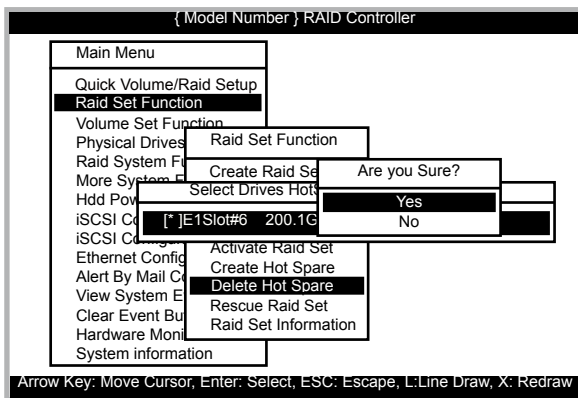 { Model Number } RAID Controller
Main Menu
Quick Volume/Raid Setup
Raid Set Function
Volume Set Function
Physical Drives
Raid System Fu
More System F
Hdd Pow
iSCSI Co
iSCSI Configur
Ethernet Config
Alert By Mail Co
View System E
Clear Event Bu
Hardware Moni
System information
Raid Set Function
Create Raid Se
Activate Raid Set
Create Hot Spare
Delete Hot Spare
Rescue Raid Set
Raid Set Information
Select Drives HotS
[* ]E1Slot#6 200.1G
Are you Sure?
Yes
No
Arrow Key: Move Cursor, Enter: Select, ESC: Escape, L:Line Draw, X: Redraw